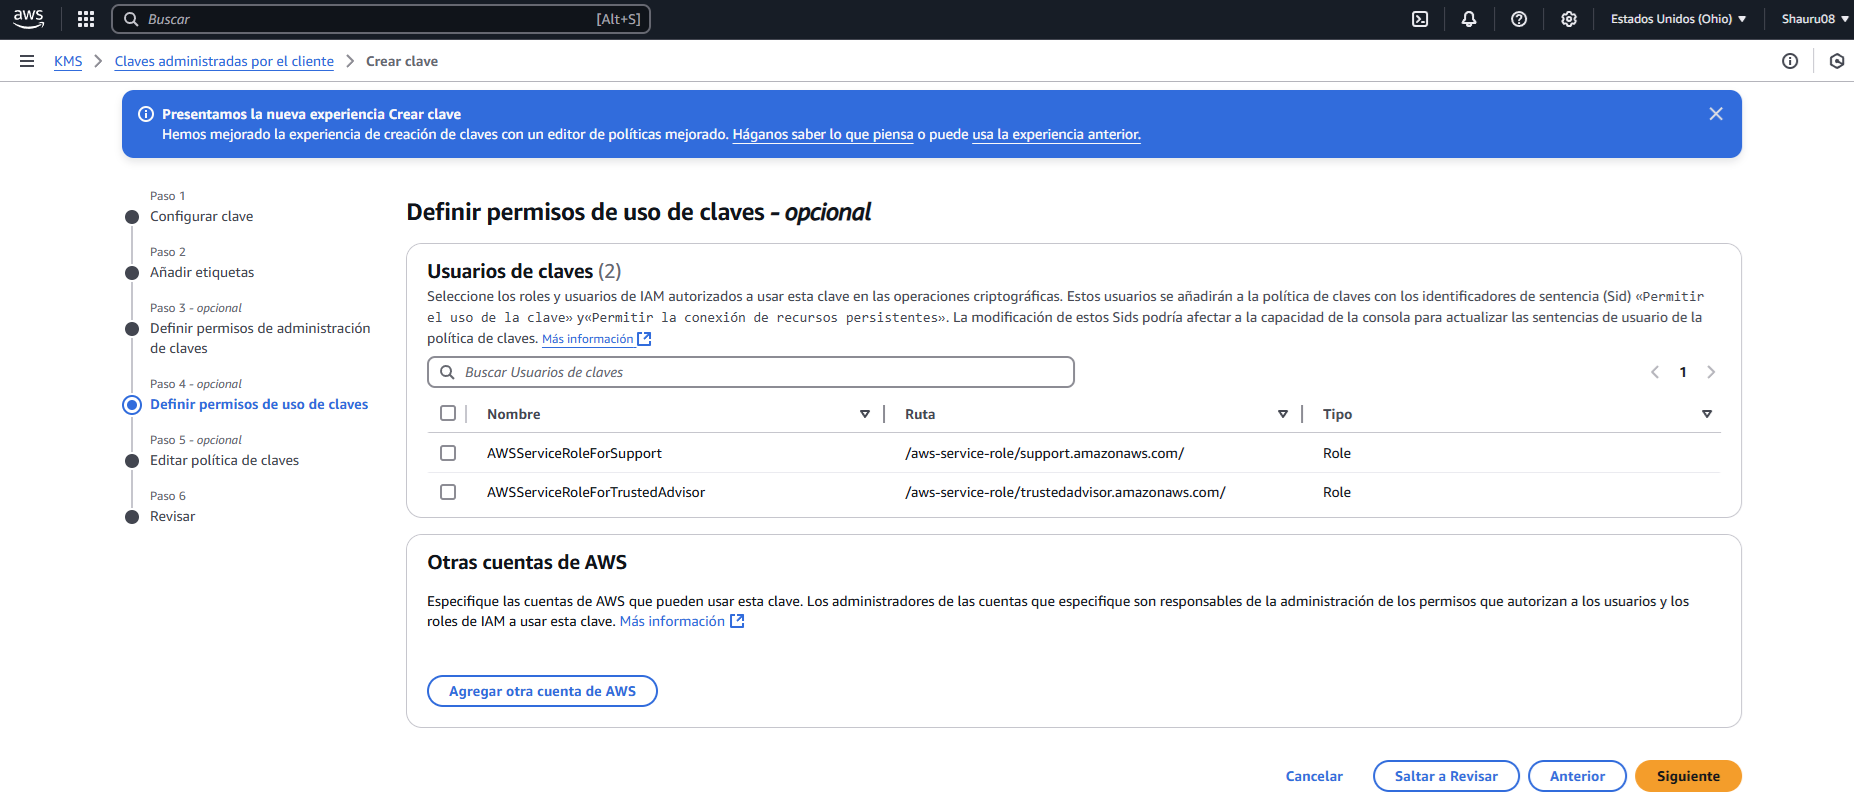 aws
Buscar
[Alt+S]
Estados Unidos (Ohio)
Shauru08
KMS
Claves administradas por el cliente
Crear clave
Presentamos la nueva experiencia Crear clave
Hemos mejorado la experiencia de creación de claves con un editor de políticas mejorado. Háganos saber lo que piensa o puede usa la experiencia anterior.
Paso 1
Configurar clave
Paso 2
Añadir etiquetas
Paso 3 - opcional
Definir permisos de administración
de claves
Paso 4 - opcional
Definir permisos de uso de claves
Paso 5 - opcional
Editar política de claves
Paso 6
Revisar
Definir permisos de uso de claves - opcional
Usuarios de claves (2)
Seleccione los roles y usuarios de IAM autorizados a usar esta clave en las operaciones criptográficas. Estos usuarios se añadirán a la política de claves con los identificadores de sentencia (Sid) «Permitir
el uso de la clave» y«Permitir la conexión de recursos persistentes». La modificación de estos Sids podría afectar a la capacidad de la consola para actualizar las sentencias de usuario de la
política de claves. Más información
Buscar Usuarios de claves
1
Nombre
Ruta
Tipo
AWSServiceRoleForSupport
/aws-service-role/support.amazonaws.com/
Role
AWSServiceRoleForTrustedAdvisor
/aws-service-role/trustedadvisor.amazonaws.com/
Role
Otras cuentas de AWS
Especifique las cuentas de AWS que pueden usar esta clave. Los administradores de las cuentas que especifique son responsables de la administración de los permisos que autorizan a los usuarios y los
roles de IAM a usar esta clave. Más información
Agregar otra cuenta de AWS
Cancelar
Saltar a Revisar
Anterior
Siguiente